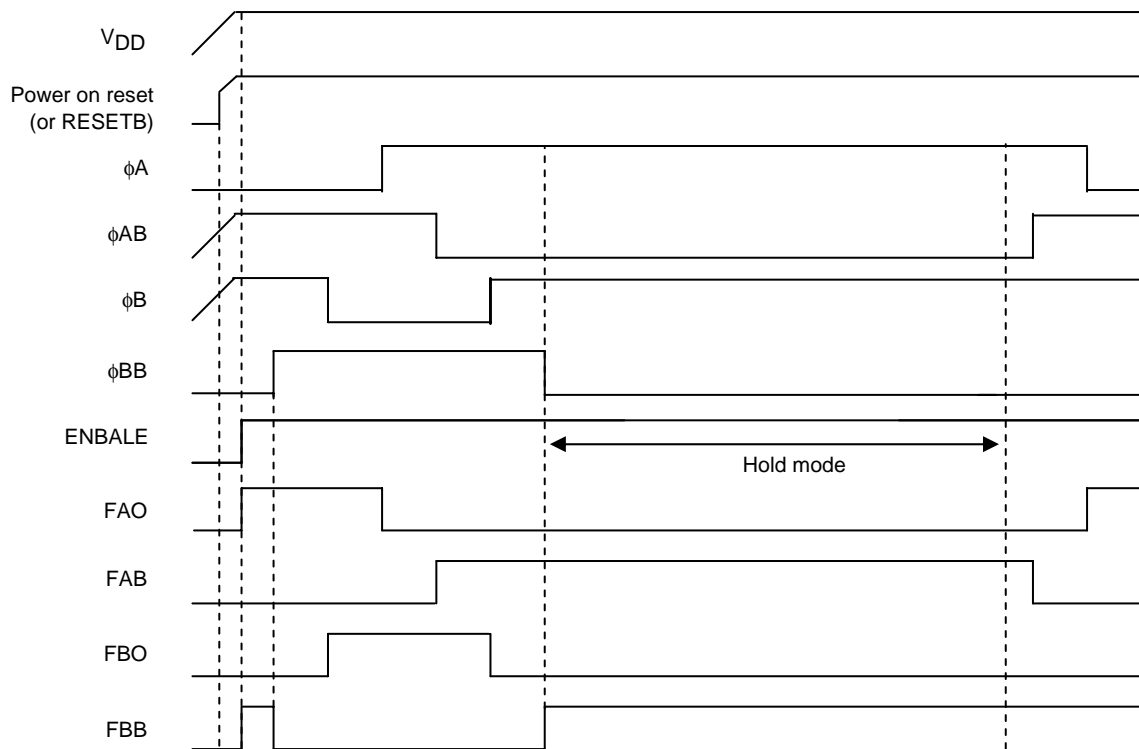 VDD
Power on reset
(or RESETB)
ϕA
ϕAB
ϕB
ϕBB
ENBALE
Hold mode
FAO
FAB
FBO
FBB